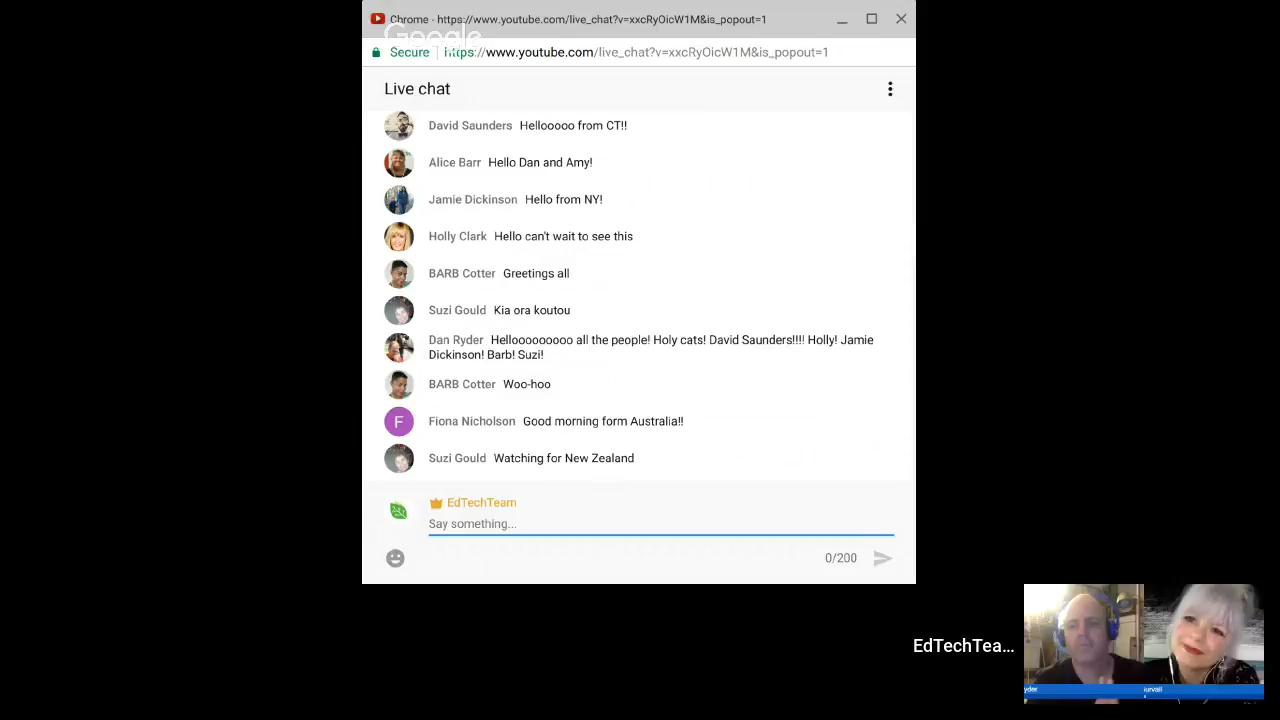 Chrome - https://www.youtube.com/live_chat?v=xxcRyOicW1M&is_popout=1
Google
Secure https://www.youtube.com/live_chat?v=xxcRyOicW1M&is_popout=1
Live chat
David Saunders Hellooooo from CT!!
Alice Barr Hello Dan and Amy!
Jamie Dickinson Hello from NY!
Holly Clark Hello can't wait to see this
BARB Cotter Greetings all
Suzi Gould Kia ora koutou
Dan Ryder Helloooooooooo all the people! Holy cats! David Saunders!!!! Holly! Jamie
Dickinson! Barb! Suzi!
BARB Cotter Woo-hoo
F Fiona Nicholson Good morning form Australia!!
Suzi Gould Watching for New Zealand
EdTechTeam
Say something...
0/200
EdTechTea...
yder urvall